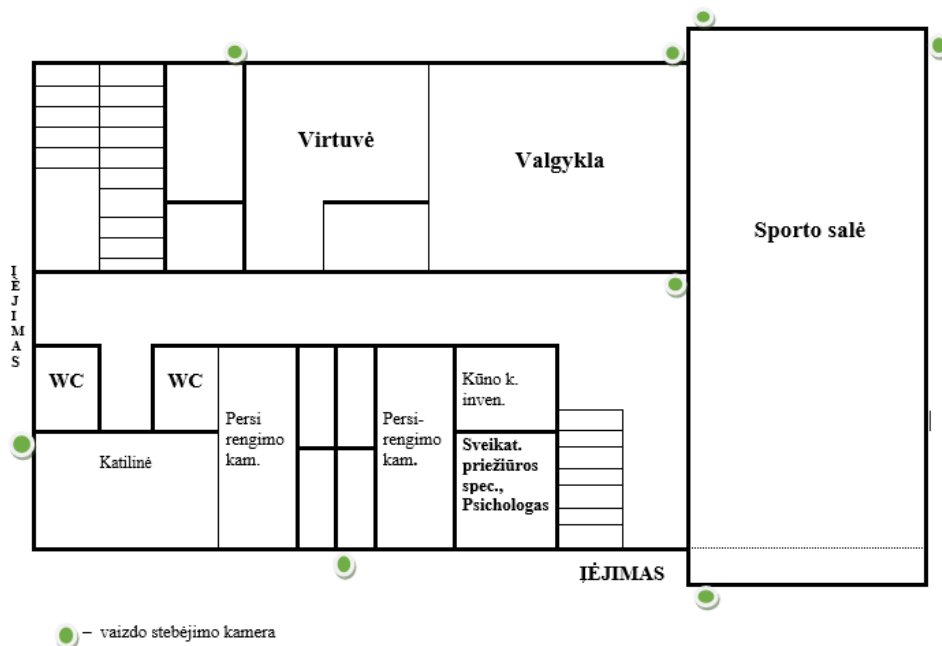 Virtuvė
Valgykla
Sporto salė
ĮĖJIMAS
WC
WC
Persi
rengimo
kam.
Persi-
rengimo
kam.
Kūno k.
inven.
Katilinė
Sveikat.
priežiūros
spec.,
Psichologas
ĮĖJIMAS
– vaizdo stebėjimo kamera